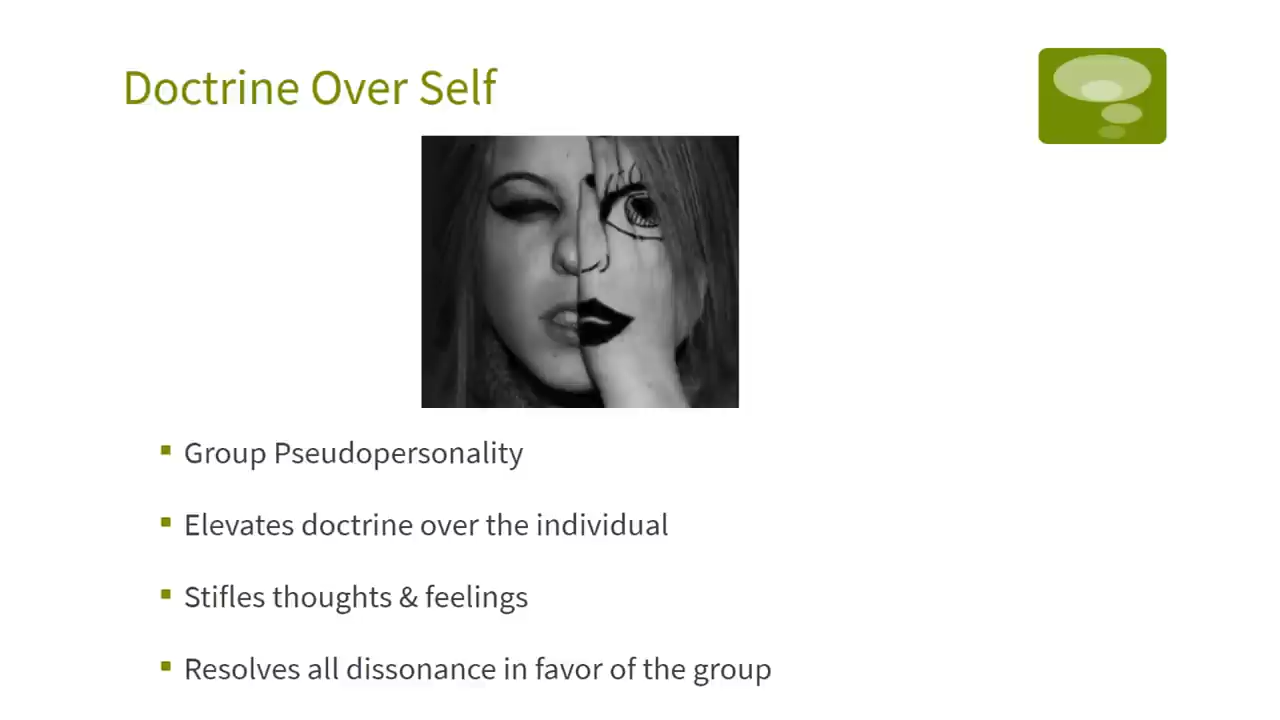 Doctrine Over Self
Group Pseudopersonality
Elevates doctrine over the individual
Stifles thoughts & feelings
Resolves all dissonance in favor of the group